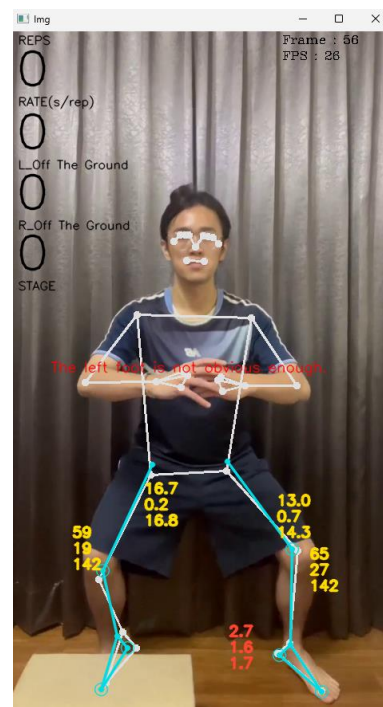 Img
REPS
0
Frame : 56
FPS : 26
RATE(s/rep)
0
L_Off The Ground
0
R_Off The Ground
0
STAGE
The left foot is not obvious enough.
16.7
0.2
16.8
13.0
0.7
14.3
59
19
142
65
27
142
2.7
1.6
1.7